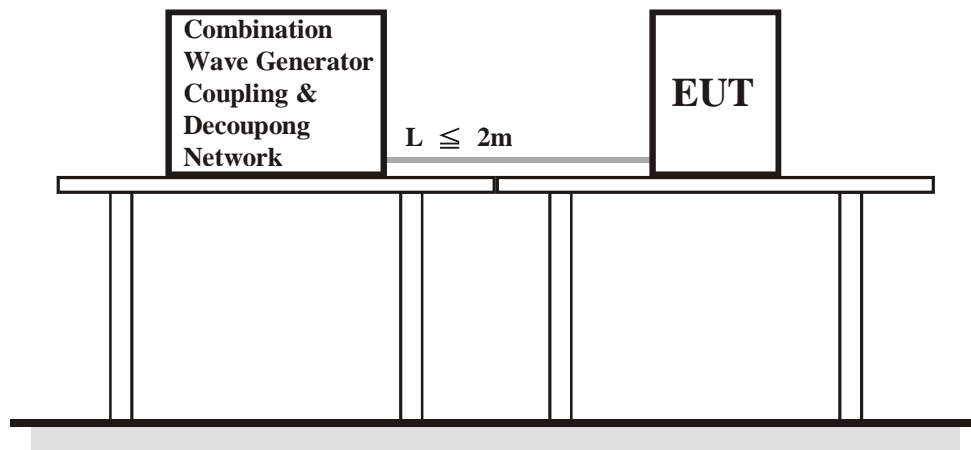 Combination
Wave Generator
Coupling &
Decoupong
Network
L ≦ 2m
EUT